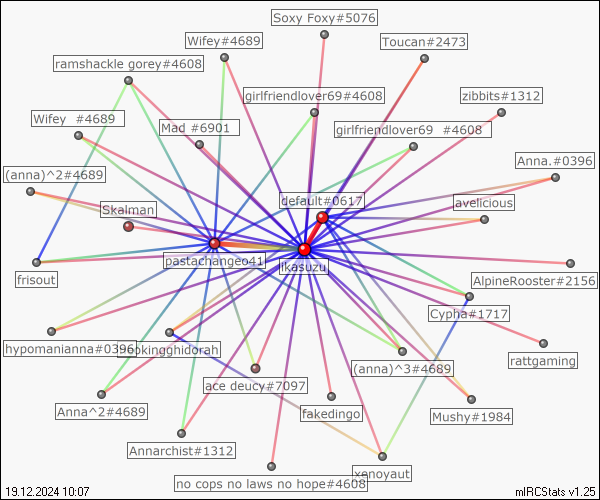 Soxy Foxy#5076
Wifey#4689
Toucan#2473
ramshackle gorey#4608
girlfriendlover69#4608
zibbits#1312
Wifey  #4689
Mad #6901
girlfriendlover69  #4608
Anna.#0396
(anna)^2#4689
default#0617
avelicious
Skalman
pastachangeo41
jkasuzu
frisout
AlpineRooster#2156
Cypha#1717
hypomanianna#0396
okingghidorah
rattgaming
(anna)^3#4689
ace deucy#7097
Anna^2#4689
fakedingo
Mushy#1984
Annarchist#1312
xenoyaut
no cops no laws no hope#4608
19.12.2024 10:07
mIRCStats v1.25